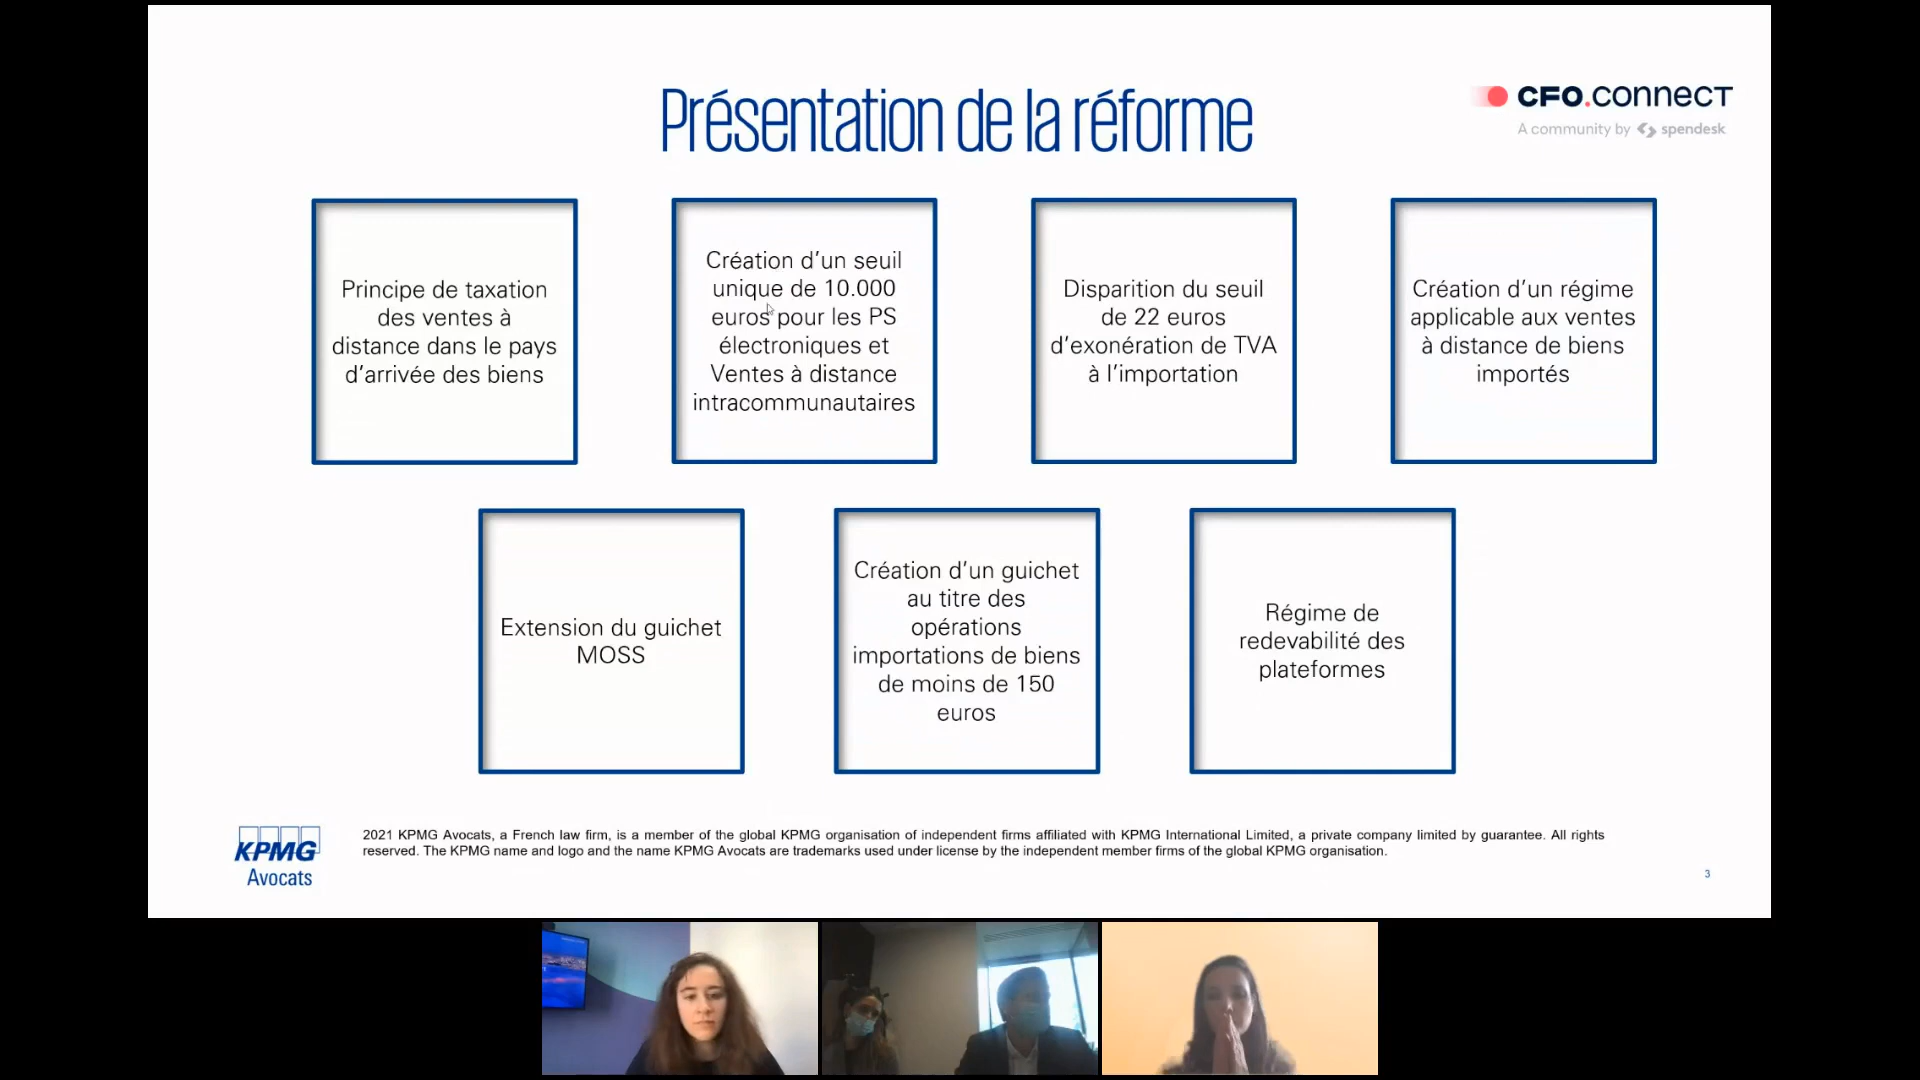 Présentation de la réforme
CFO.CONNECT
A community by spendesk
Principe de taxation
des ventes à
distance dans le pays
d’arrivée des biens
Création d’un seuil
unique de 10.000
euros pour les PS
électroniques et
Ventes à distance
intracommunautaires
Disparition du seuil
de 22 euros
d’exonération de TVA
à l’importation
Création d’un régime
applicable aux ventes
à distance de biens
importés
Extension du guichet
MOSS
Création d’un guichet
au titre des
opérations
importations de biens
de moins de 150
euros
Régime de
redevabilité des
plateformes
KPMG
Avocats
2021 KPMG Avocats, a French law firm, is a member of the global KPMG organisation of independent firms affiliated with KPMG International Limited, a private company limited by guarantee. All rights
reserved. The KPMG name and logo and the name KPMG Avocats are trademarks used under license by the independent member firms of the global KPMG organisation.
3